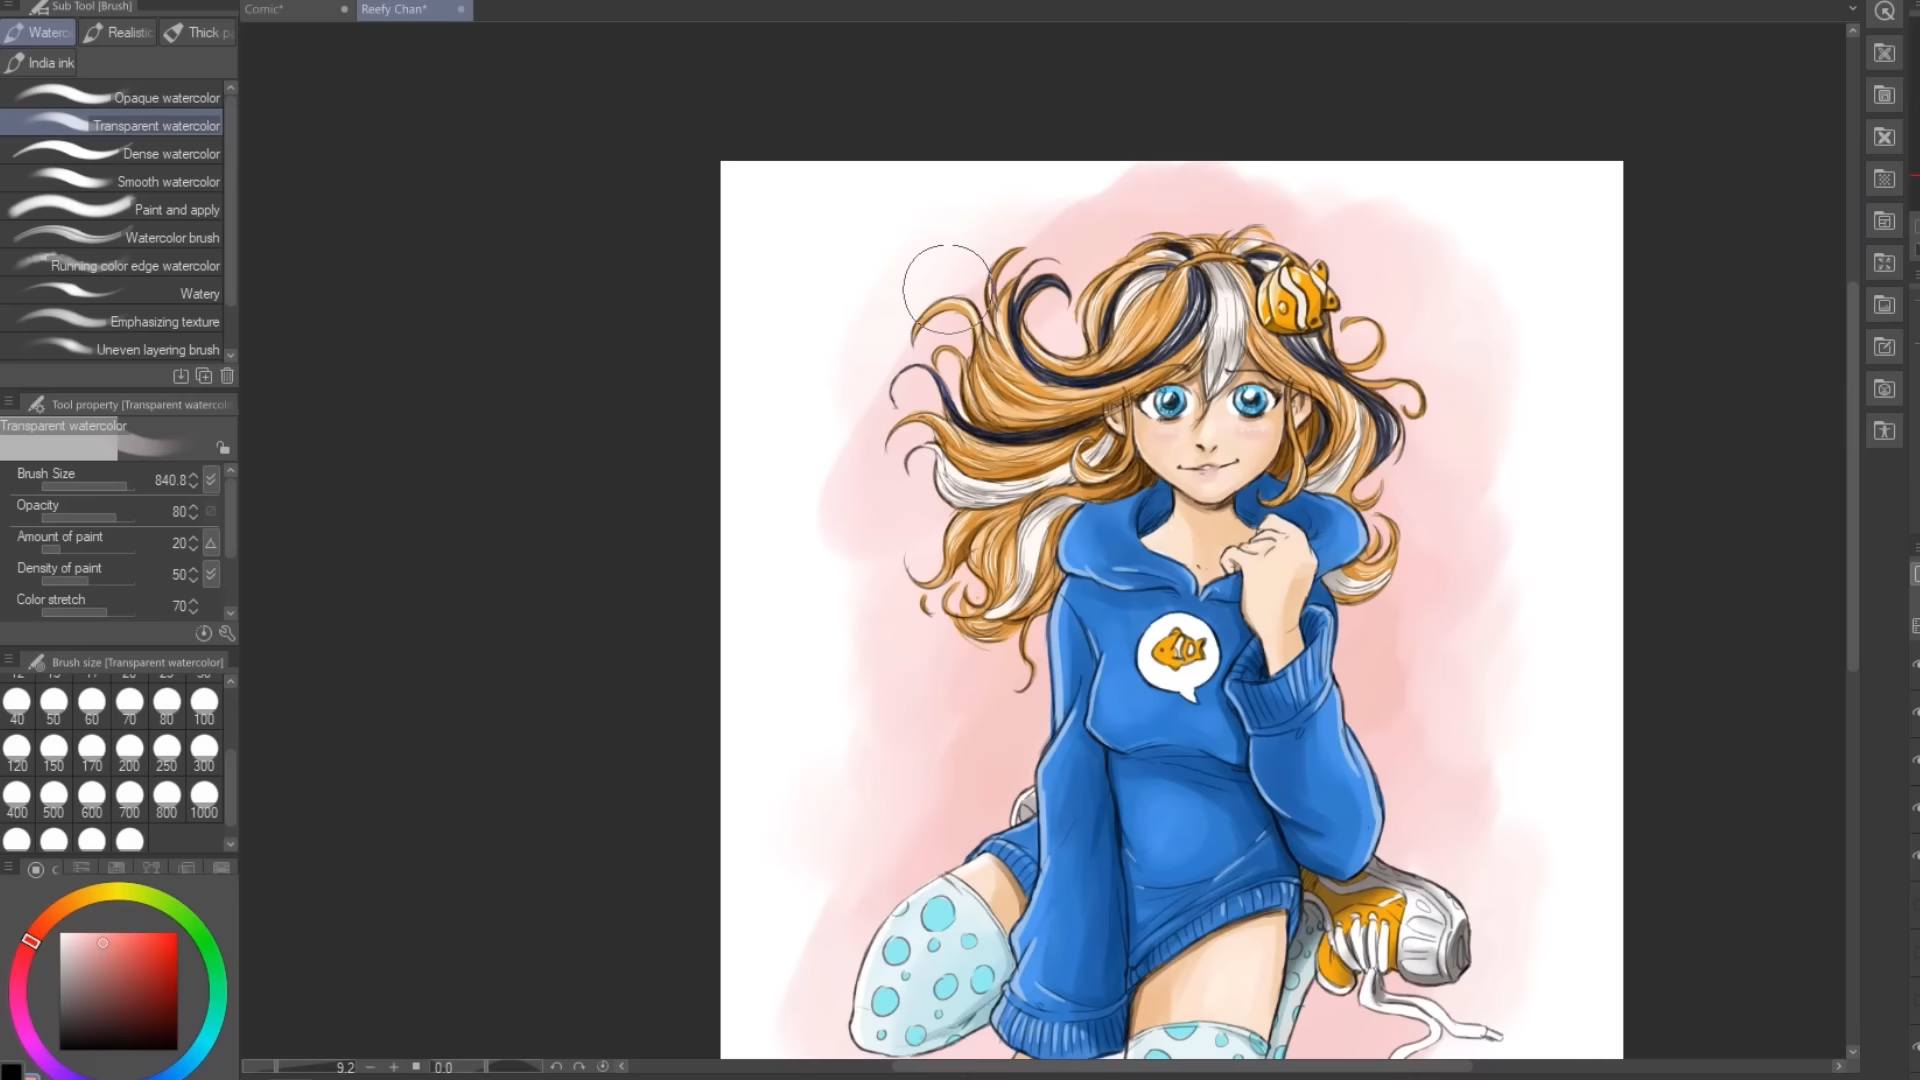 Sub Tool [Brush]
Comic*
Reefy Chan*
Waterc
Realistic
Thick p
India ink
Opaque watercolor
Transparent watercolor
Dense watercolor
Smooth watercolor
Paint and apply
Watercolor brush
Running color edge watercolor
Watery
Emphasizing texture
Uneven layering brush
Tool property [Transparent watercol
Transparent watercolor
Brush Size 840.8
Opacity 80
Amount of paint 20
Density of paint 50
Color stretch 70
Brush size [Transparent watercolor]
40 50 60 70 80 100
120 150 170 200 250 300
400 500 600 700 800 1000
9.2 0.0